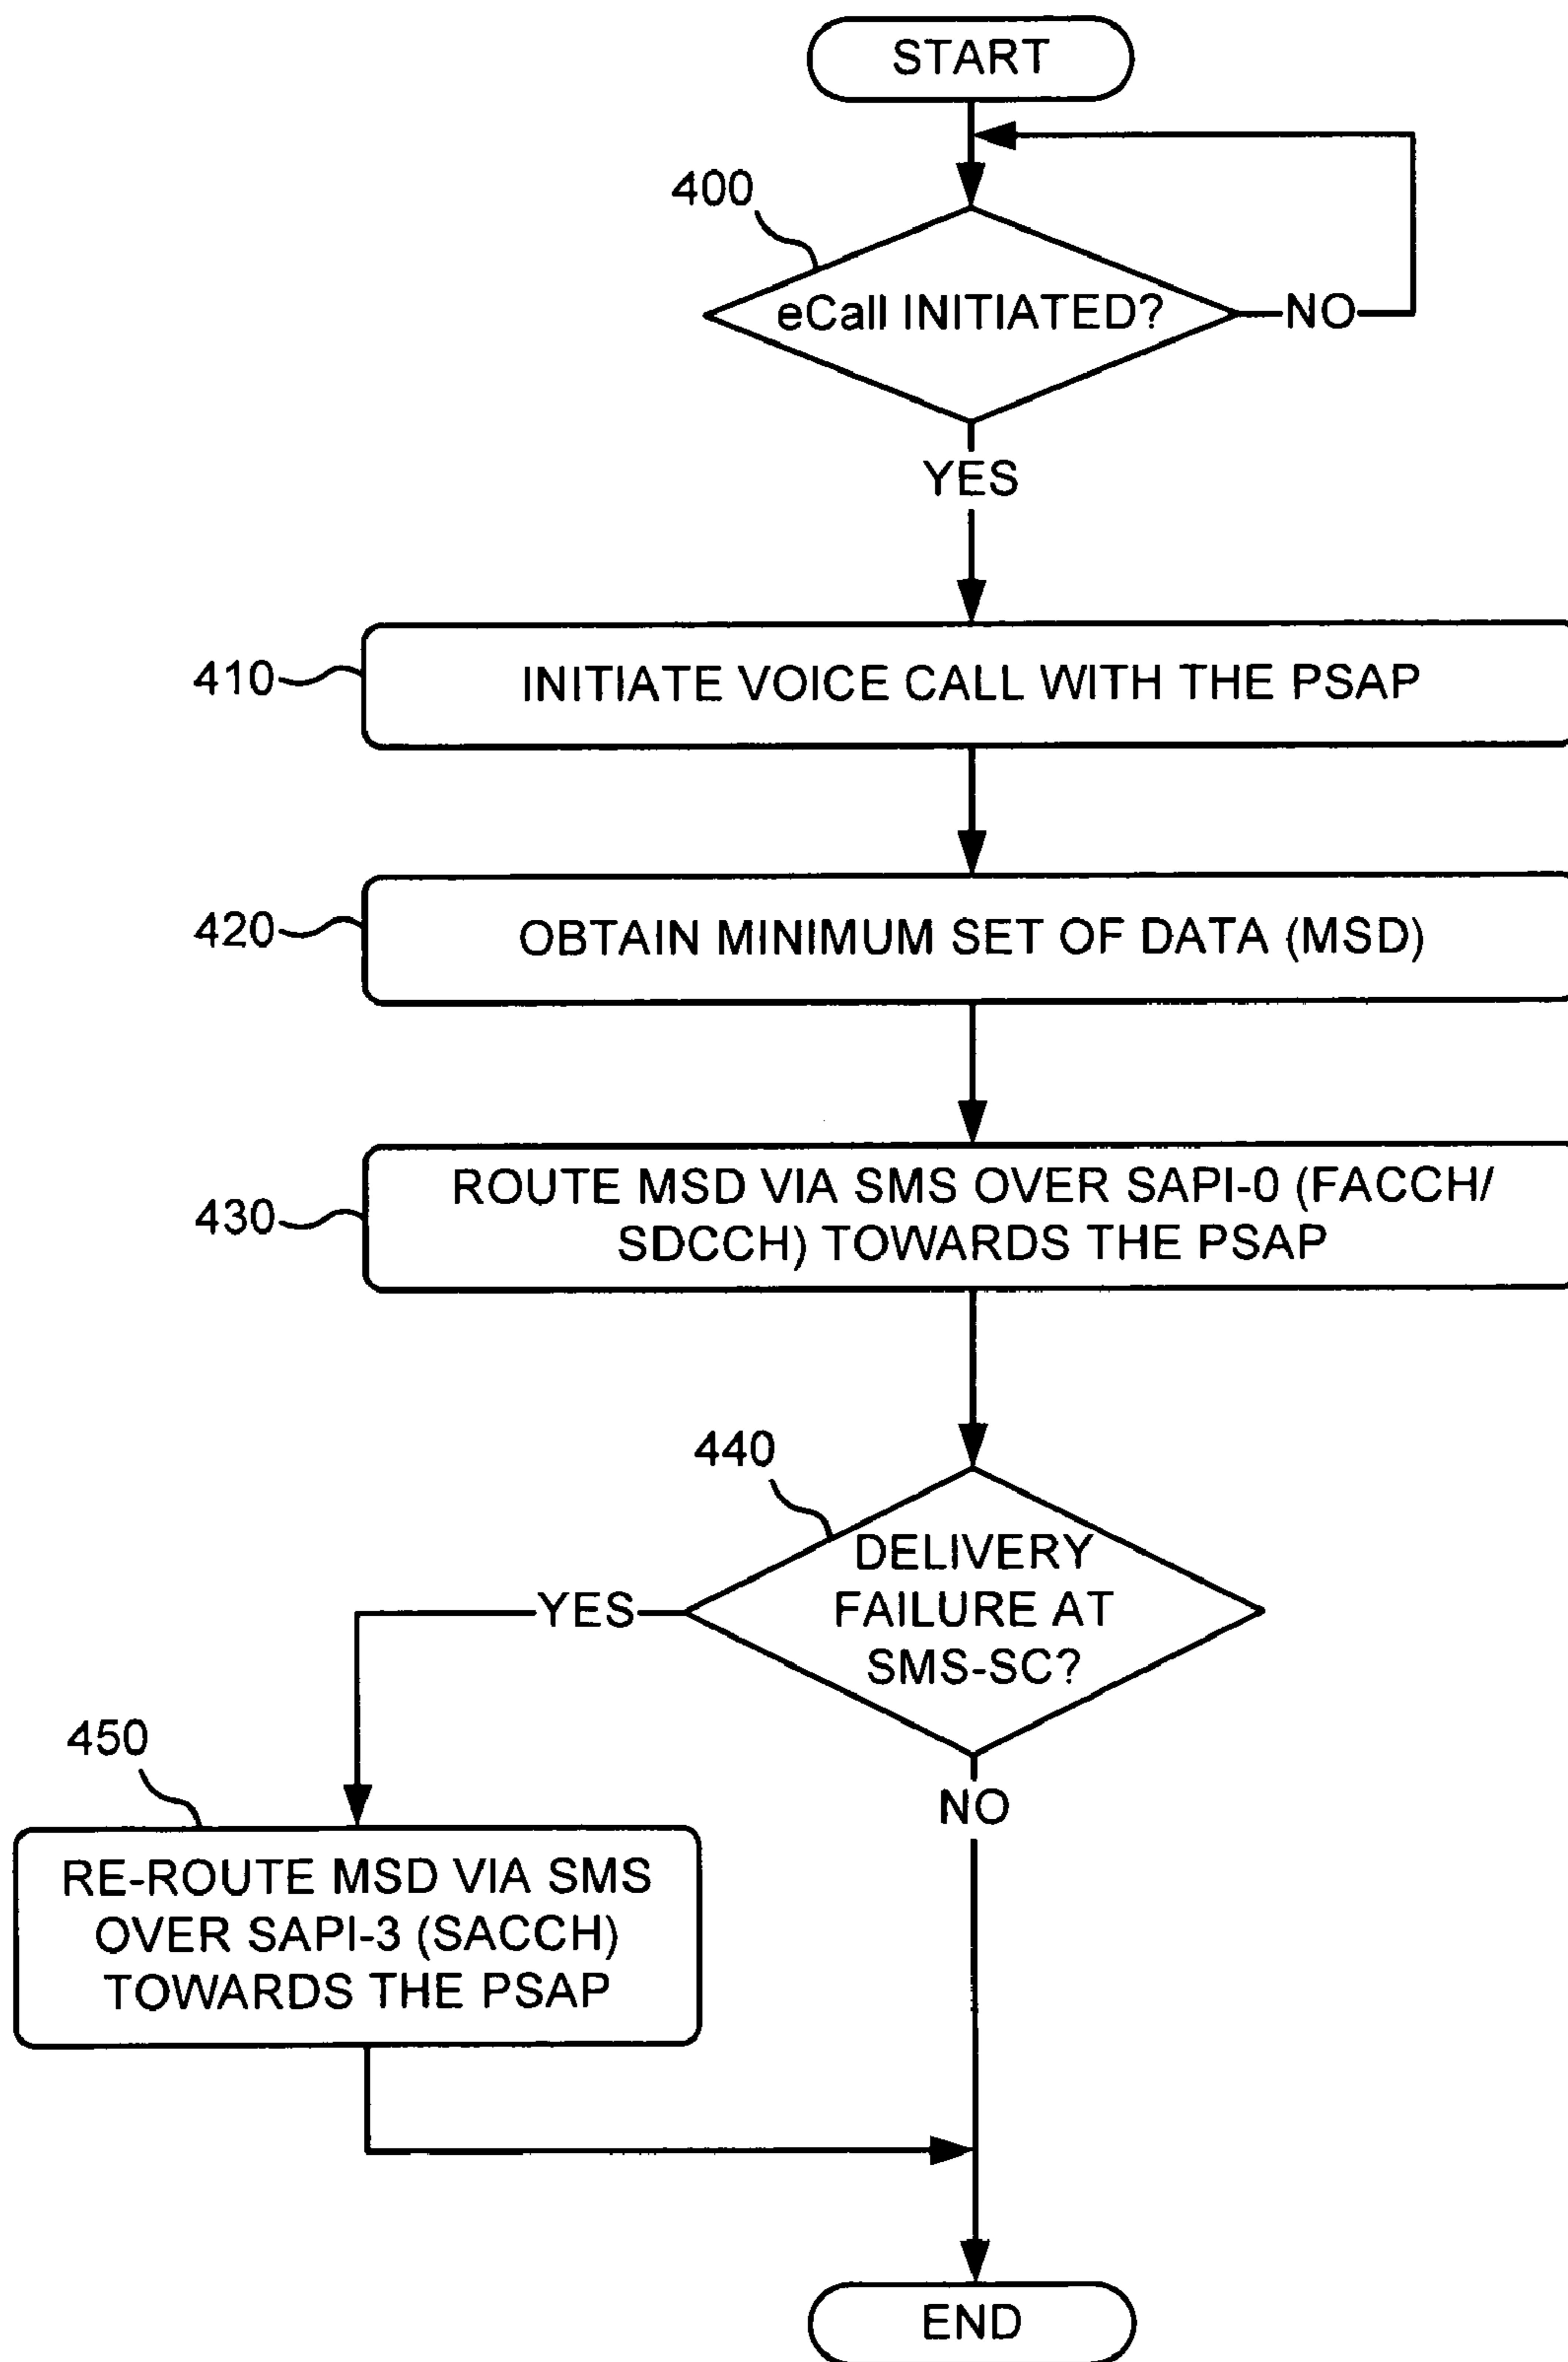 START
400
eCall INITIATED?
NO
YES
410
INITIATE VOICE CALL WITH THE PSAP
420
OBTAIN MINIMUM SET OF DATA (MSD)
430
ROUTE MSD VIA SMS OVER SAPI-0 (FACCH/
SDCCH) TOWARDS THE PSAP
440
DELIVERY
FAILURE AT
SMS-SC?
YES
NO
450
RE-ROUTE MSD VIA SMS
OVER SAPI-3 (SACCH)
TOWARDS THE PSAP
END